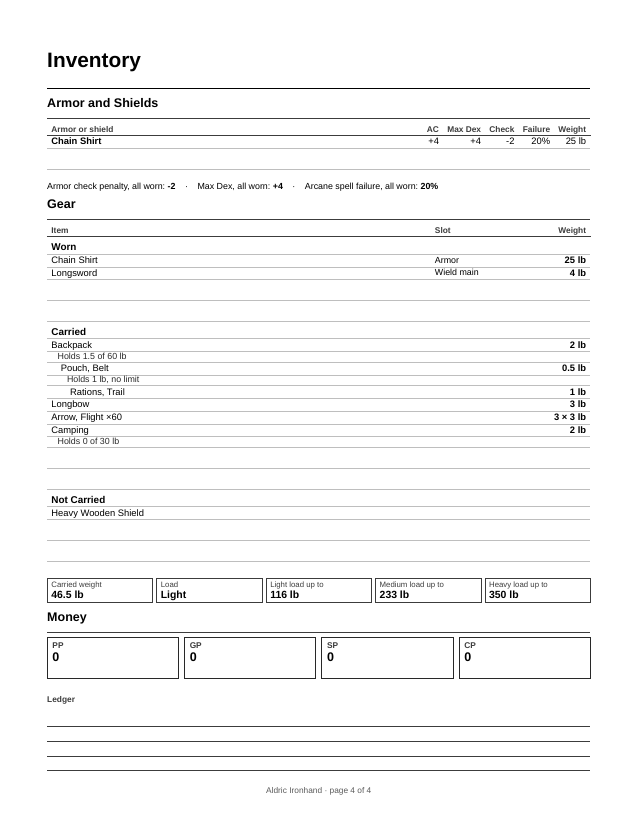 Inventory
Armor and Shields
Armor or shield AC Max Dex Check Failure Weight
Chain Shirt +4 +4 -2 20% 25 lb
Armor check penalty, all worn: -2 · Max Dex, all worn: +4 · Arcane spell failure, all worn: 20%
Gear
Item Slot Weight
Worn
Chain Shirt Armor 25 lb
Longsword Wield main 4 lb
Carried
Backpack 2 lb
Holds 1.5 of 60 lb
Pouch, Belt 0.5 lb
Holds 1 lb, no limit
Rations, Trail 1 lb
Longbow 3 lb
Arrow, Flight ×60 3 × 3 lb
Camping 2 lb
Holds 0 of 30 lb
Not Carried
Heavy Wooden Shield
Carried weight Load Light load up to Medium load up to Heavy load up to
46.5 lb Light 116 lb 233 lb 350 lb
Money
PP GP SP CP
0 0 0 0
Ledger
Aldric Ironhand · page 4 of 4